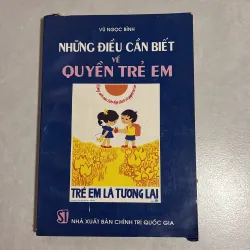 VŨ NGỌC BÌNH
NHỮNG ĐIỀU CẦN BIẾT
VỀ
QUYỀN TRẺ EM
TRẺ EM LÀ TƯƠNG LAI
NHÀ XUẤT BẢN CHÍNH TRỊ QUỐC GIA